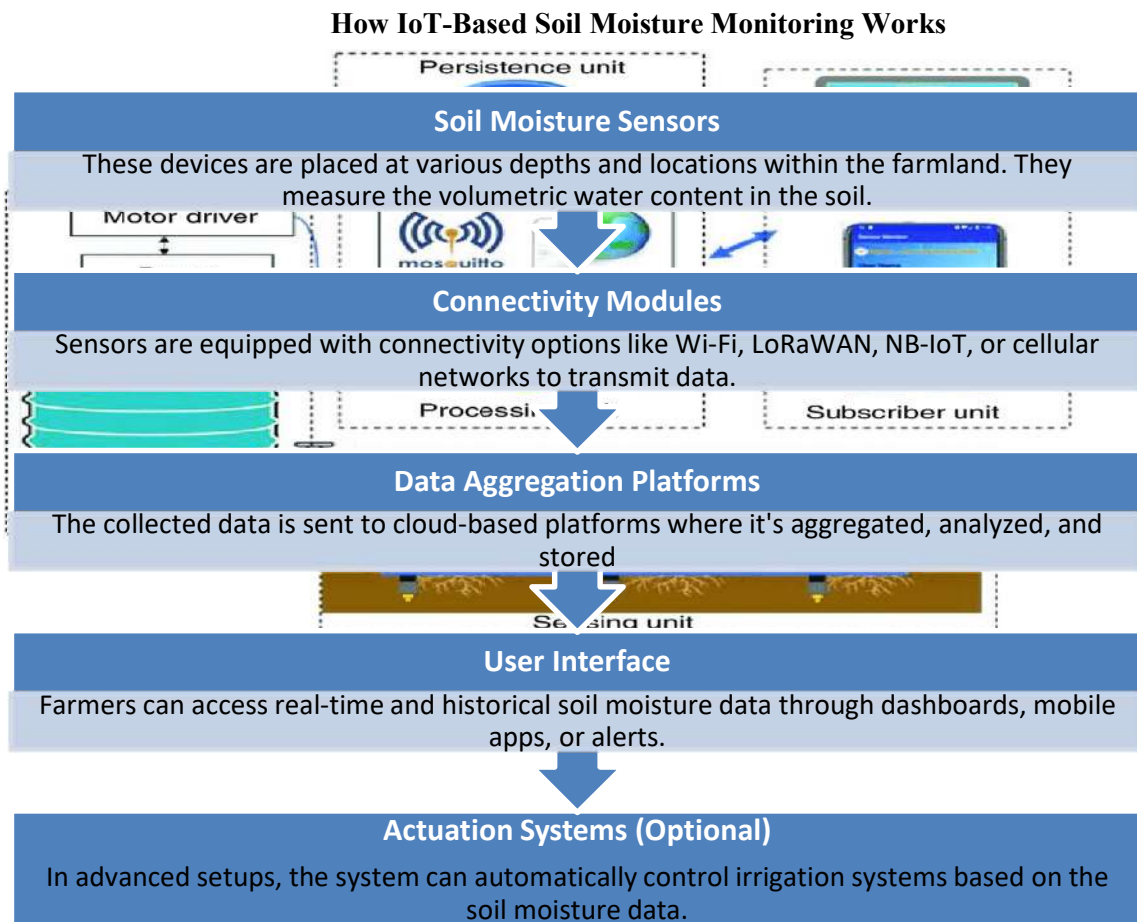 How IoT-Based Soil Moisture Monitoring Works
Persistence unit
Soil Moisture Sensors
These devices are placed at various depths and locations within the farmland. They
measure the volumetric water content in the soil.
Motor driver
mosquitto
Connectivity Modules
Sensors are equipped with connectivity options like Wi-Fi, LoRaWAN, NB-IoT, or cellular
networks to transmit data.
Subscriber unit
Data Aggregation Platforms
The collected data is sent to cloud-based platforms where it's aggregated, analyzed, and
stored
Sensing unit
User Interface
Farmers can access real-time and historical soil moisture data through dashboards, mobile
apps, or alerts.
Actuation Systems (Optional)
In advanced setups, the system can automatically control irrigation systems based on the
soil moisture data.